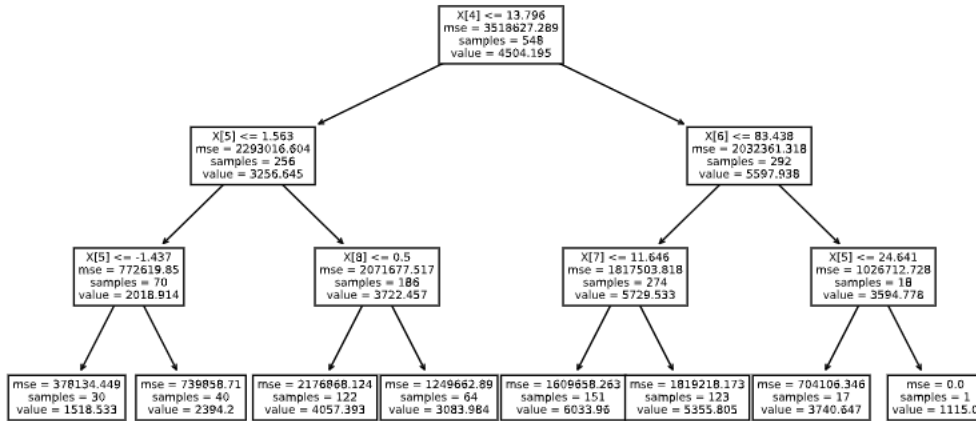 X[4] <= 13.796
mse = 3518627.289
samples = 548
value = 4504.195
X[5] <= 1.563
mse = 2293016.604
samples = 256
value = 3256.645
X[6] <= 83.438
mse = 2032361.318
samples = 292
value = 5597.938
X[5] <= -1.437
mse = 772619.85
samples = 70
value = 2018.914
X[8] <= 0.5
mse = 2071677.517
samples = 186
value = 3722.457
X[7] <= 11.646
mse = 1817503.818
samples = 274
value = 5729.533
X[5] <= 24.641
mse = 1026712.728
samples = 18
value = 3594.778
mse = 378134.449
samples = 30
value = 1518.533
mse = 739858.71
samples = 40
value = 2394.2
mse = 2176868.124
samples = 122
value = 4057.393
mse = 1249662.89
samples = 64
value = 3083.984
mse = 1609658.263
samples = 151
value = 6033.96
mse = 1819218.173
samples = 123
value = 5355.805
mse = 704106.346
samples = 17
value = 3740.647
mse = 0.0
samples = 1
value = 1115.0